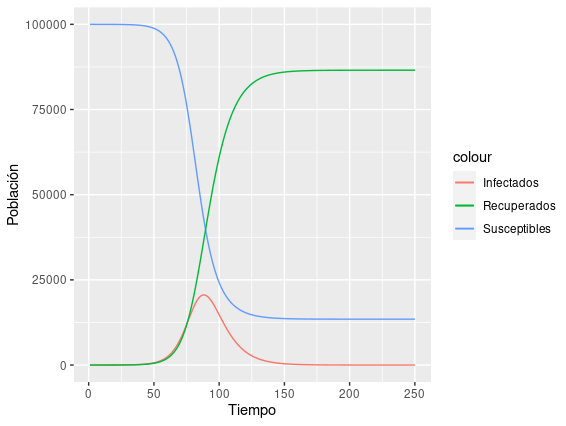 100000
75000
50000
25000
0
Población
0 50 100 150 200 250
Tiempo
colour
Infectados
Recuperados
Susceptibles